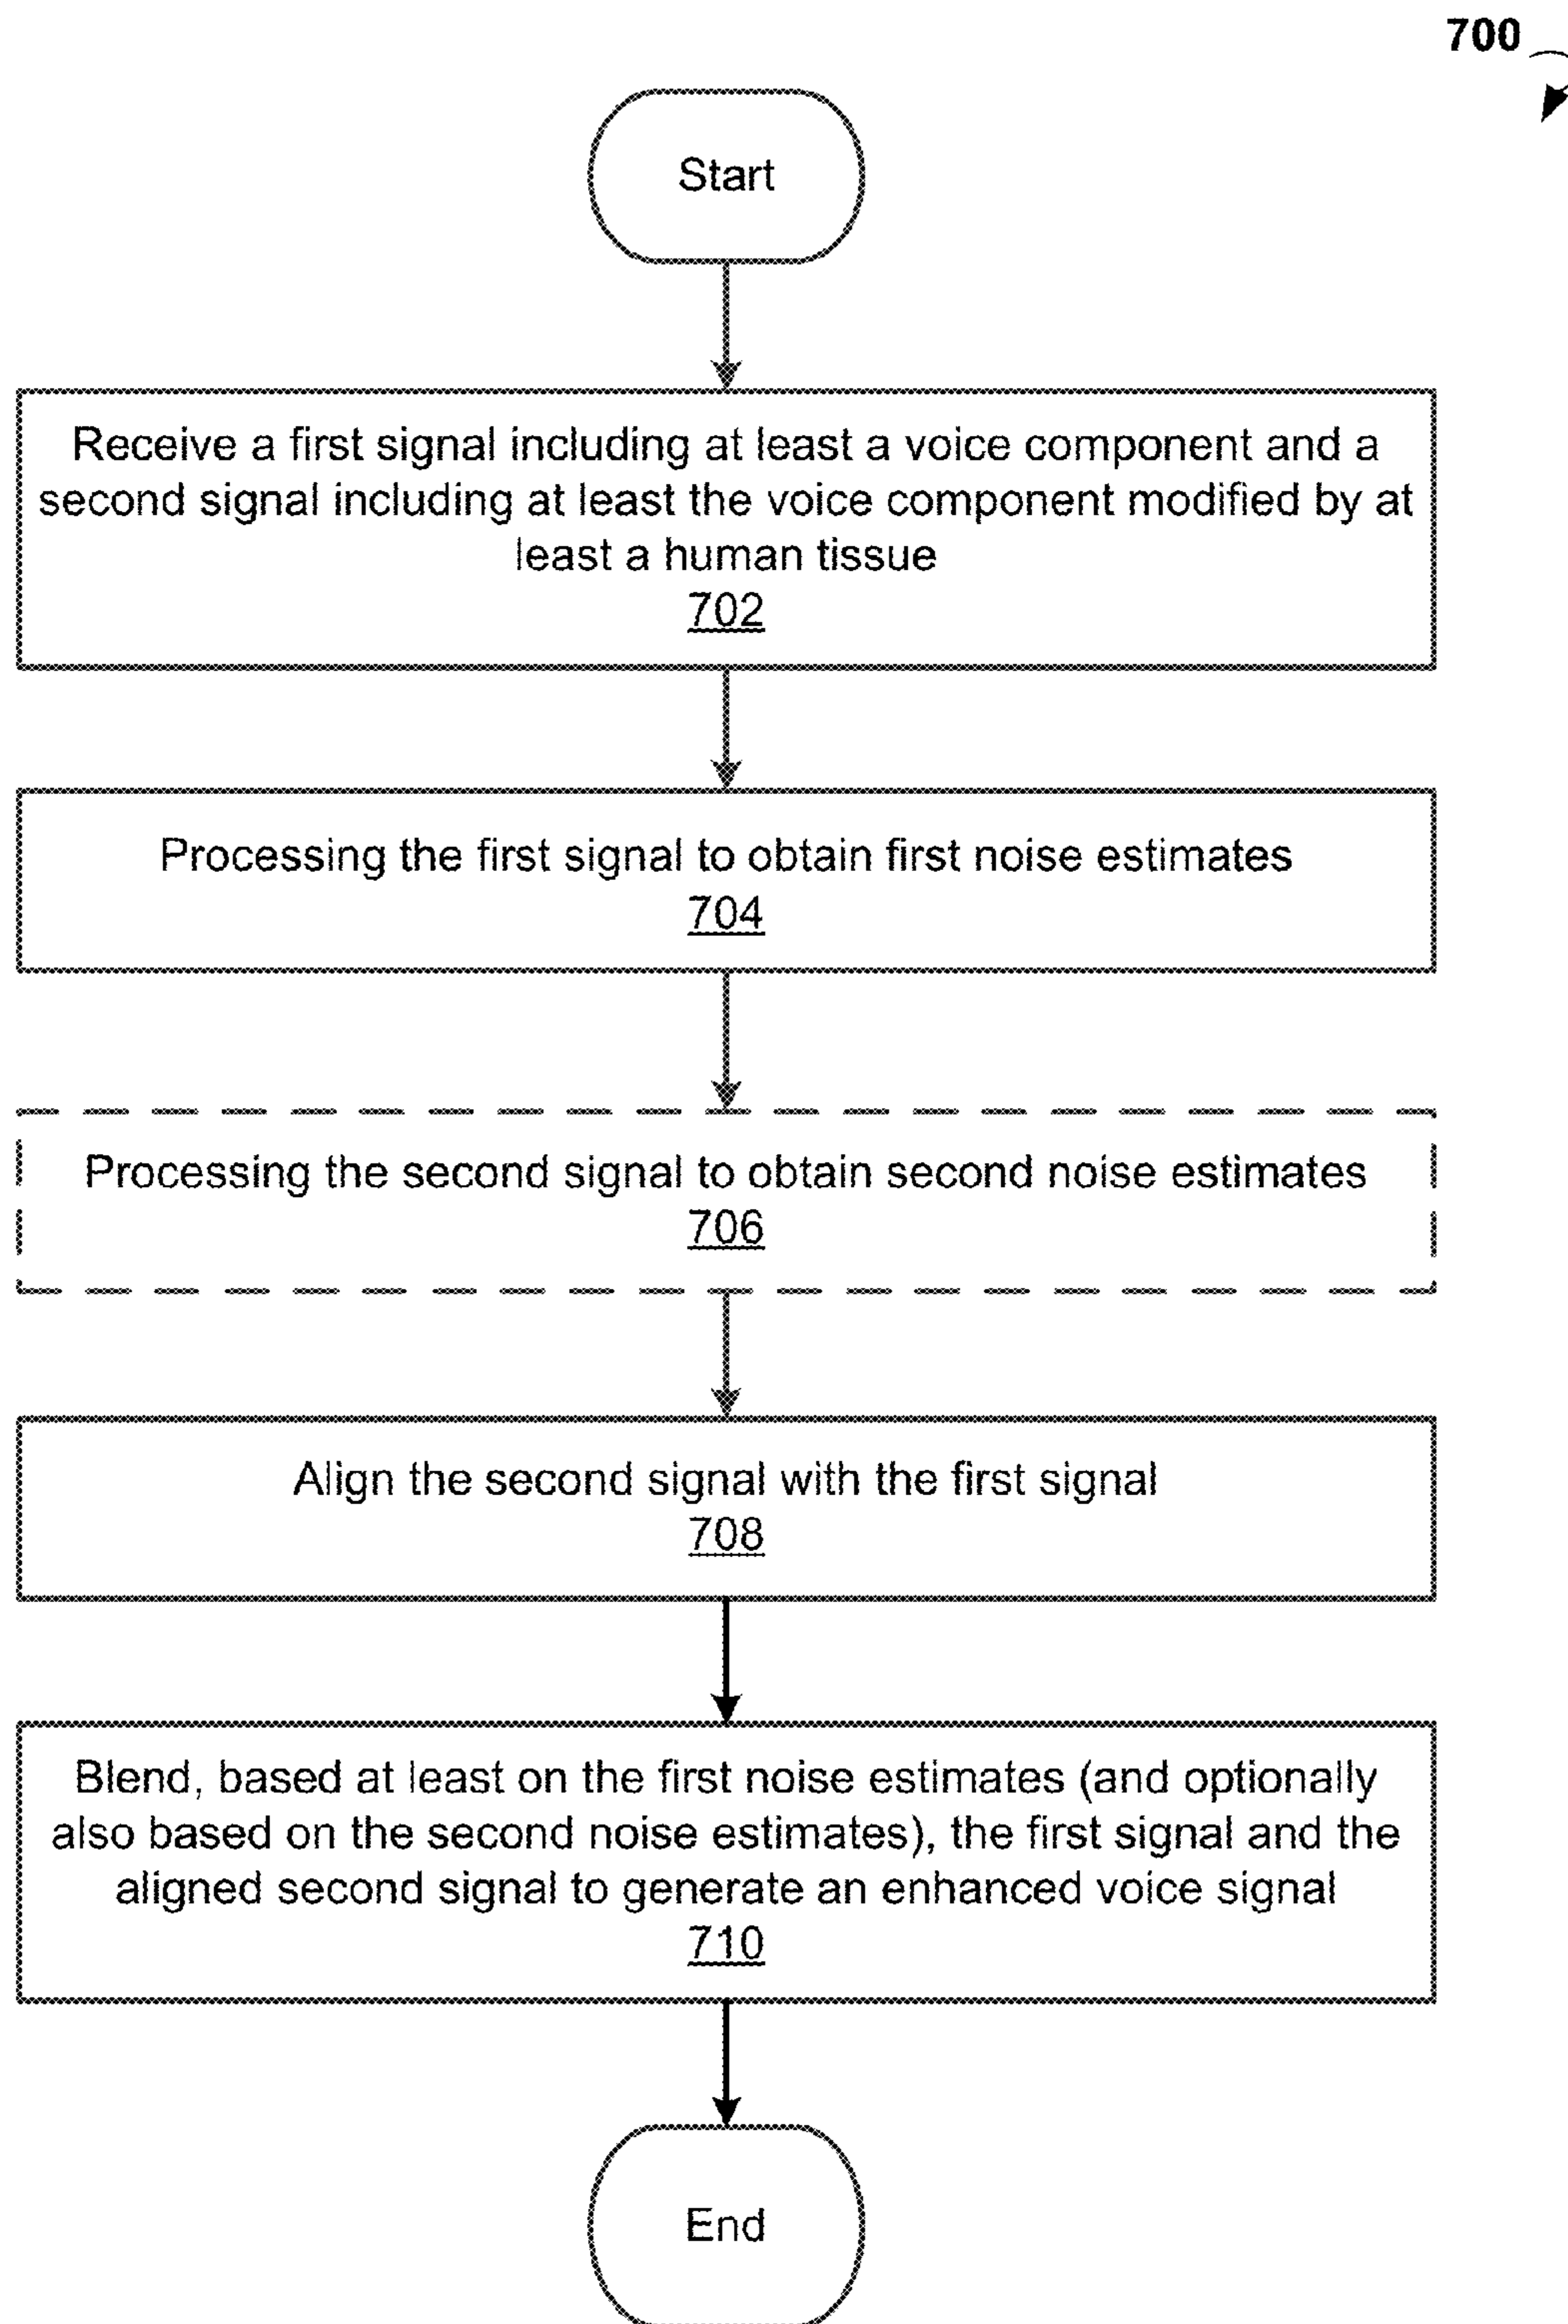 700
Start
Receive a first signal including at least a voice component and a
second signal including at least the voice component modified by at
least a human tissue
702
Processing the first signal to obtain first noise estimates
704
Processing the second signal to obtain second noise estimates
706
Align the second signal with the first signal
708
Blend, based at least on the first noise estimates (and optionally
also based on the second noise estimates), the first signal and the
aligned second signal to generate an enhanced voice signal
710
End